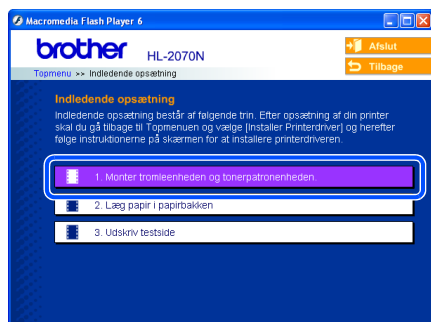 Macromedia Flash Player 6
brother HL-2070N
Afslut
Topmenu >> Indledende opsætning
Tilbage
Indledende opsætning
Indledende opsætning består af følgende trin. Efter opsætning af din printer
skal du gå tilbage til Topmenuen og vælge [Installer Printerdriver] og herefter
følge instruktionerne på skærmen for at installere printerdriveren.
1. Monter tromleenheden og tonerpatronenheden.
2. Læg papir i papirbakken
3. Udskriv testside